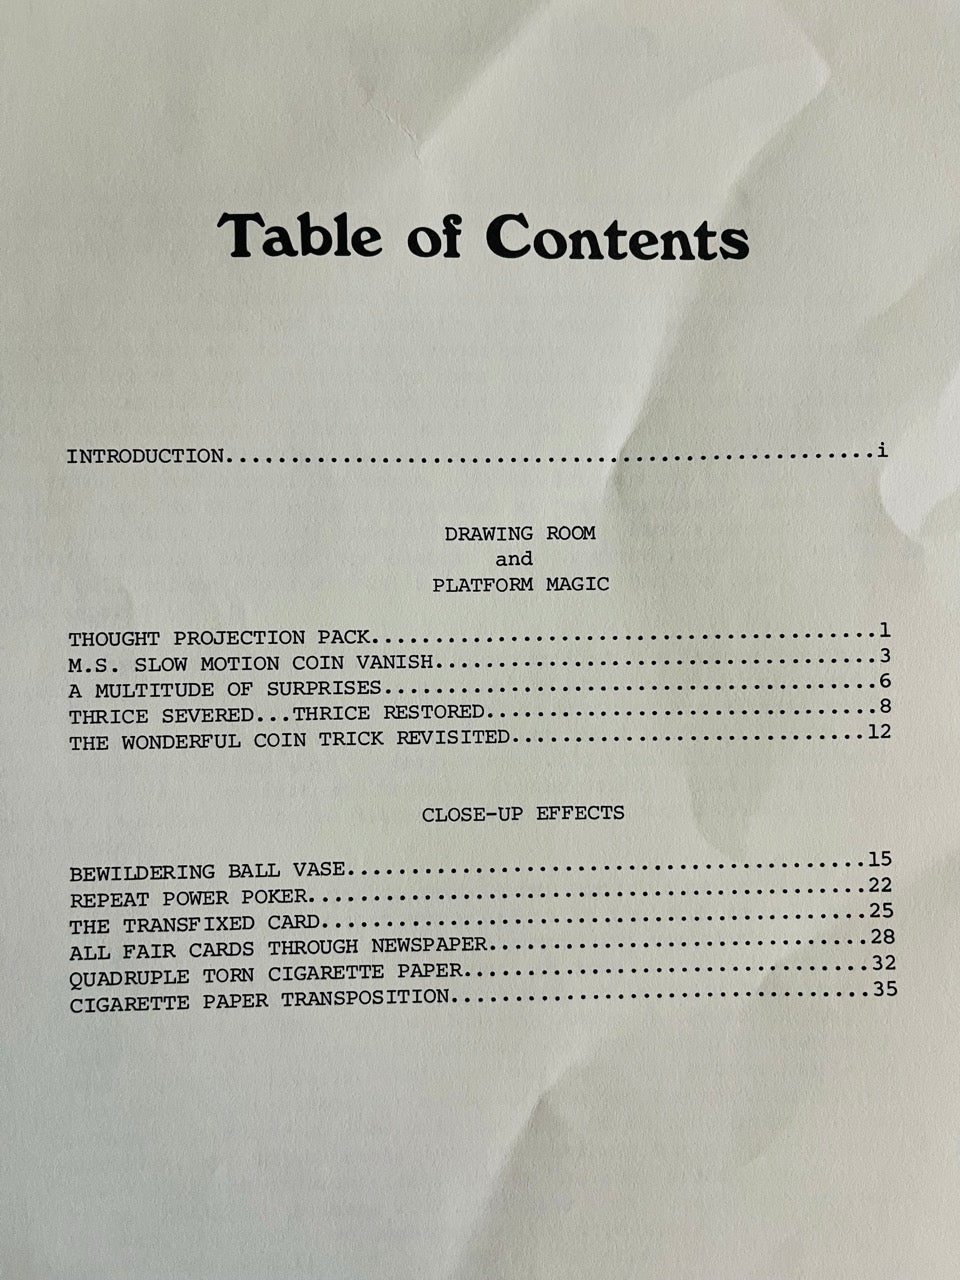 Table of Contents
INTRODUCTION..................................................i
DRAWING ROOM
and
PLATFORM MAGIC
THOUGHT PROJECTION PACK.......................................1
M.S. SLOW MOTION COIN VANISH..................................3
A MULTITUDE OF SURPRISES......................................6
THRICE SEVERED...THRICE RESTORED..............................8
THE WONDERFUL COIN TRICK REVISITED...........................12
CLOSE-UP EFFECTS
BEWILDERING BALL VASE........................................15
REPEAT POWER POKER...........................................22
THE TRANSFIXED CARD..........................................25
ALL FAIR CARDS THROUGH NEWSPAPER.............................28
QUADRUPLE TORN CIGARETTE PAPER...............................32
CIGARETTE PAPER TRANSPOSITION................................35